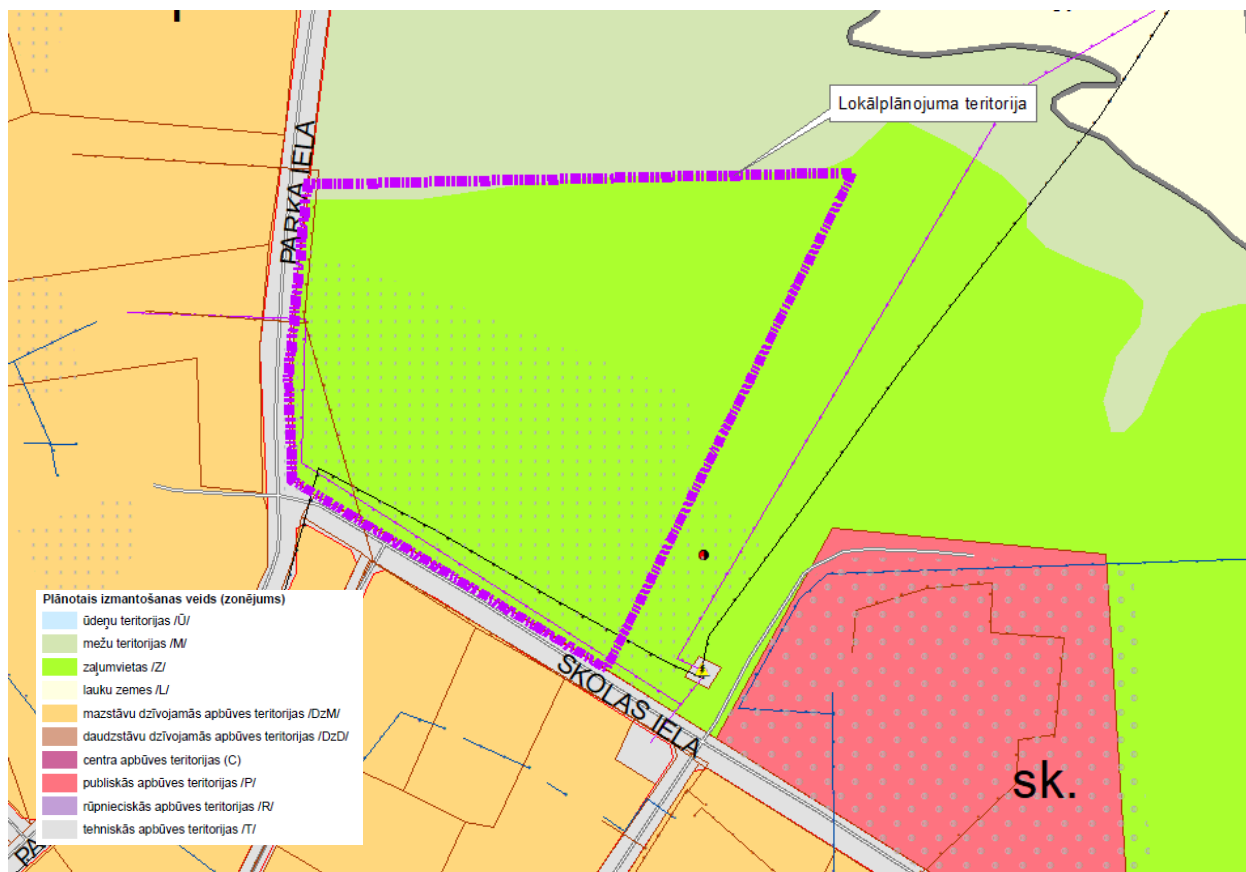 Lokālplānojuma teritorija
PARKA IELA
SKOLAS IELA
sk.
Plānotais izmantošanas veids (zonējums)
ūdeņu teritorijas /Ū/
mežu teritorijas /M/
zaļumvietas /Z/
lauku zemes /L/
mazstāvu dzīvojamās apbūves teritorijas /DzM/
daudzstāvu dzīvojamās apbūves teritorijas /DzD/
centra apbūves teritorijas (C)
publiskās apbūves teritorijas /P/
rūpnieciskās apbūves teritorijas /R/
tehniskās apbūves teritorijas /T/